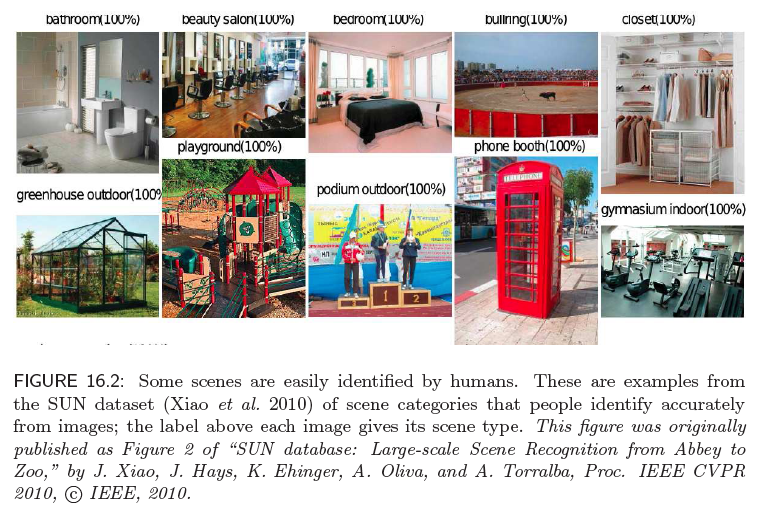 bathroom(100%)
beauty salon(100%)
bedroom(100%)
bullring(100%)
closet(100%)
playground(100%)
phone booth(100%)
greenhouse outdoor(100%
podium outdoor(100%)
TELEPHONE
gymnasium indoor(100%)
1
2
FIGURE 16.2: Some scenes are easily identified by humans. These are examples from
the SUN dataset (Xiao et al. 2010) of scene categories that people identify accurately
from images; the label above each image gives its scene type. This figure was originally
published as Figure 2 of “SUN database: Large-scale Scene Recognition from Abbey to
Zoo,” by J. Xiao, J. Hays, K. Ehinger, A. Oliva, and A. Torralba, Proc. IEEE CVPR
2010, © IEEE, 2010.